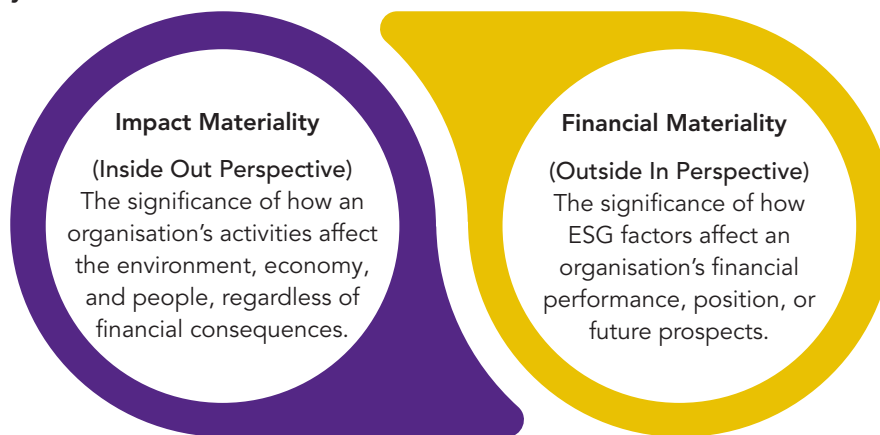 Impact Materiality
(Inside Out Perspective)
The significance of how an
organisation's activities affect
the environment, economy,
and people, regardless of
financial consequences.
Financial Materiality
(Outside In Perspective)
The significance of how
ESG factors affect an
organisation's financial
performance, position, or
future prospects.